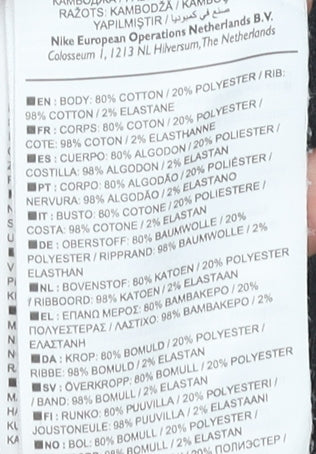 RAŽOTS: KAMBODŽĀ / KAMBOY
YAPILMIŞTIR / صنع في كمبوديا
Nike European Operations Netherlands B.V.
Colosseum 1, 1213 NL Hilversum, The Netherlands
EN : BODY: 80% COTTON / 20% POLYESTER / RIB:
98% COTTON / 2% ELASTANE
FR : CORPS: 80% COTON / 20% POLYESTER /
COTE: 98% COTON / 2% ELASTHANNE
ES : CUERPO: 80% ALGODON / 20% POLIESTER /
COSTILLA: 98% ALGODON / 2% ELASTAN
PT : CORPO: 80% ALGODÃO / 20% POLIÉSTER /
NERVURA: 98% ALGODÃO / 2% ELASTANO
IT : BUSTO: 80% COTONE / 20% POLIESTERE /
COSTA: 98% COTONE / 2% ELASTAN
DE : OBERSTOFF: 80% BAUMWOLLE / 20%
POLYESTER / RIPPRAND: 98% BAUMWOLLE / 2%
ELASTHAN
NL : BOVENSTOF: 80% KATOEN / 20% POLYESTER
/ RIBBOORD: 98% KATOEN / 2% ELASTAAN
EL : ΕΠΑΝΩ ΜΕΡΟΣ: 80% ΒΑΜΒΑΚΕΡΟ / 20%
ΠΟΛΥΕΣΤΕΡΑΣ / ΛΑΣΤΙΧΟ: 98% ΒΑΜΒΑΚΕΡΟ / 2%
ΕΛΑΣΤΑΝΗ
DA : KROP: 80% BOMULD / 20% POLYESTER /
RIBBE: 98% BOMULD / 2% ELASTAN
SV : ÖVERKROPP: 80% BOMULL / 20% POLYESTER
/ BAND: 98% BOMULL / 2% ELASTAN
FI : RUNKO: 80% PUUVILLA / 20% POLYESTERI /
JOUSTONEULE: 98% PUUVILLA / 2% ELASTAANI
NO : BOL: 80% BOMULL / 20% POLYESTER /
98% BOMULL / 2% ELASTAN